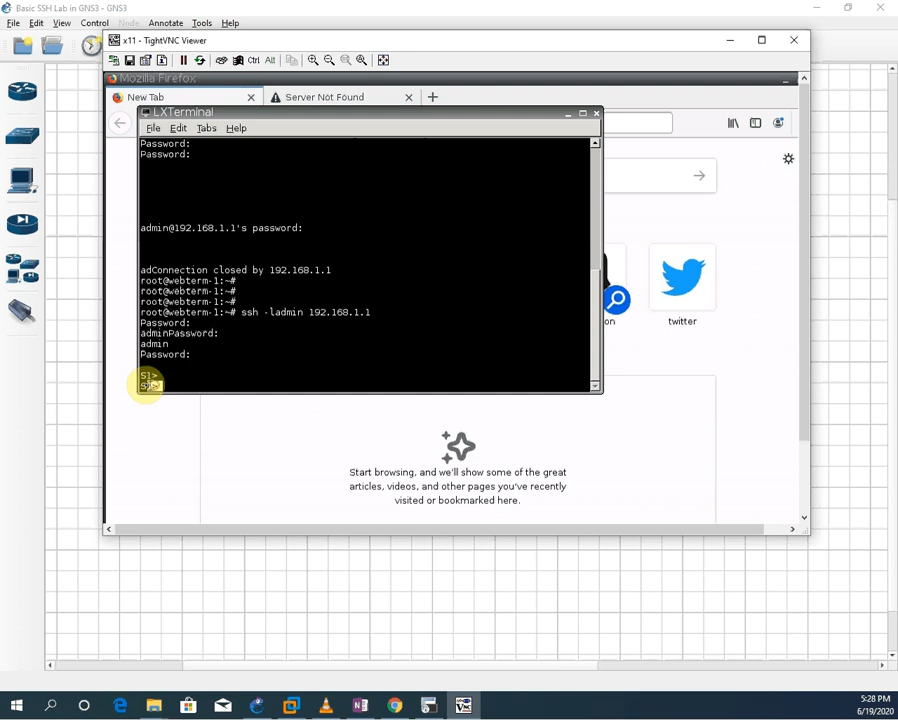 Basic SSH Lab in GNS3 - GNS3
File Edit View Control Node Annotate Tools Help
x11 - TightVNC Viewer
Ctrl Alt
Mozilla Firefox
New Tab
Server Not Found
LXTerminal
File Edit Tabs Help
Password:
Password:
admin@192.168.1.1's password:
adConnection closed by 192.168.1.1
root@webterm-1:~#
root@webterm-1:~#
root@webterm-1:~#
root@webterm-1:~# ssh -ladmin 192.168.1.1
Password:
adminPassword:
admin
Password:
S1>
on
twitter
Start browsing, and we'll show some of the great
articles, videos, and other pages you've recently
visited or bookmarked here.
5:28 PM
6/19/2020